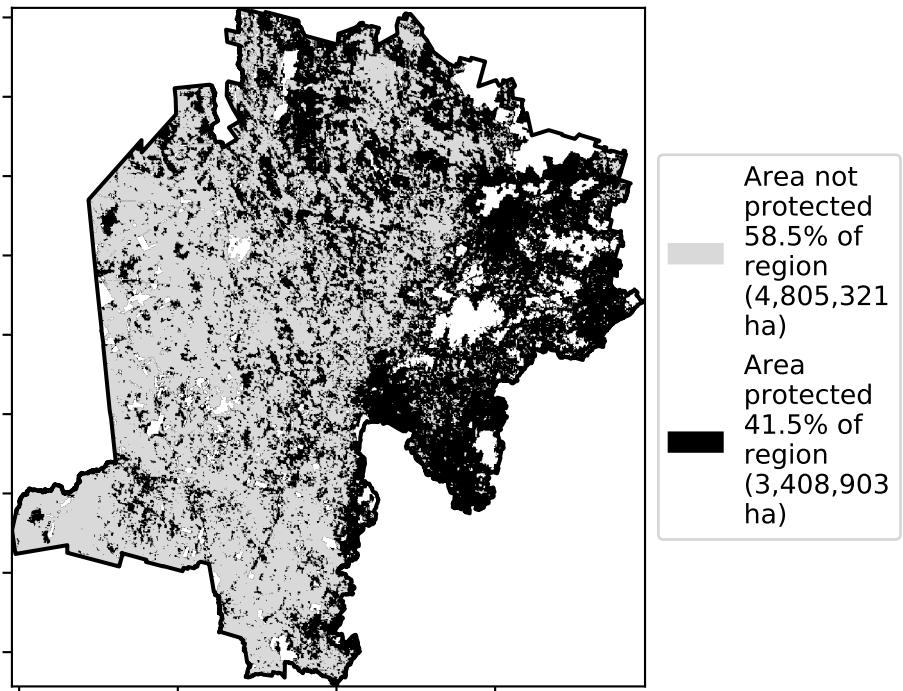 Area not
protected
58.5% of
region
(4,805,321
ha)
Area
protected
41.5% of
region
(3,408,903
ha)